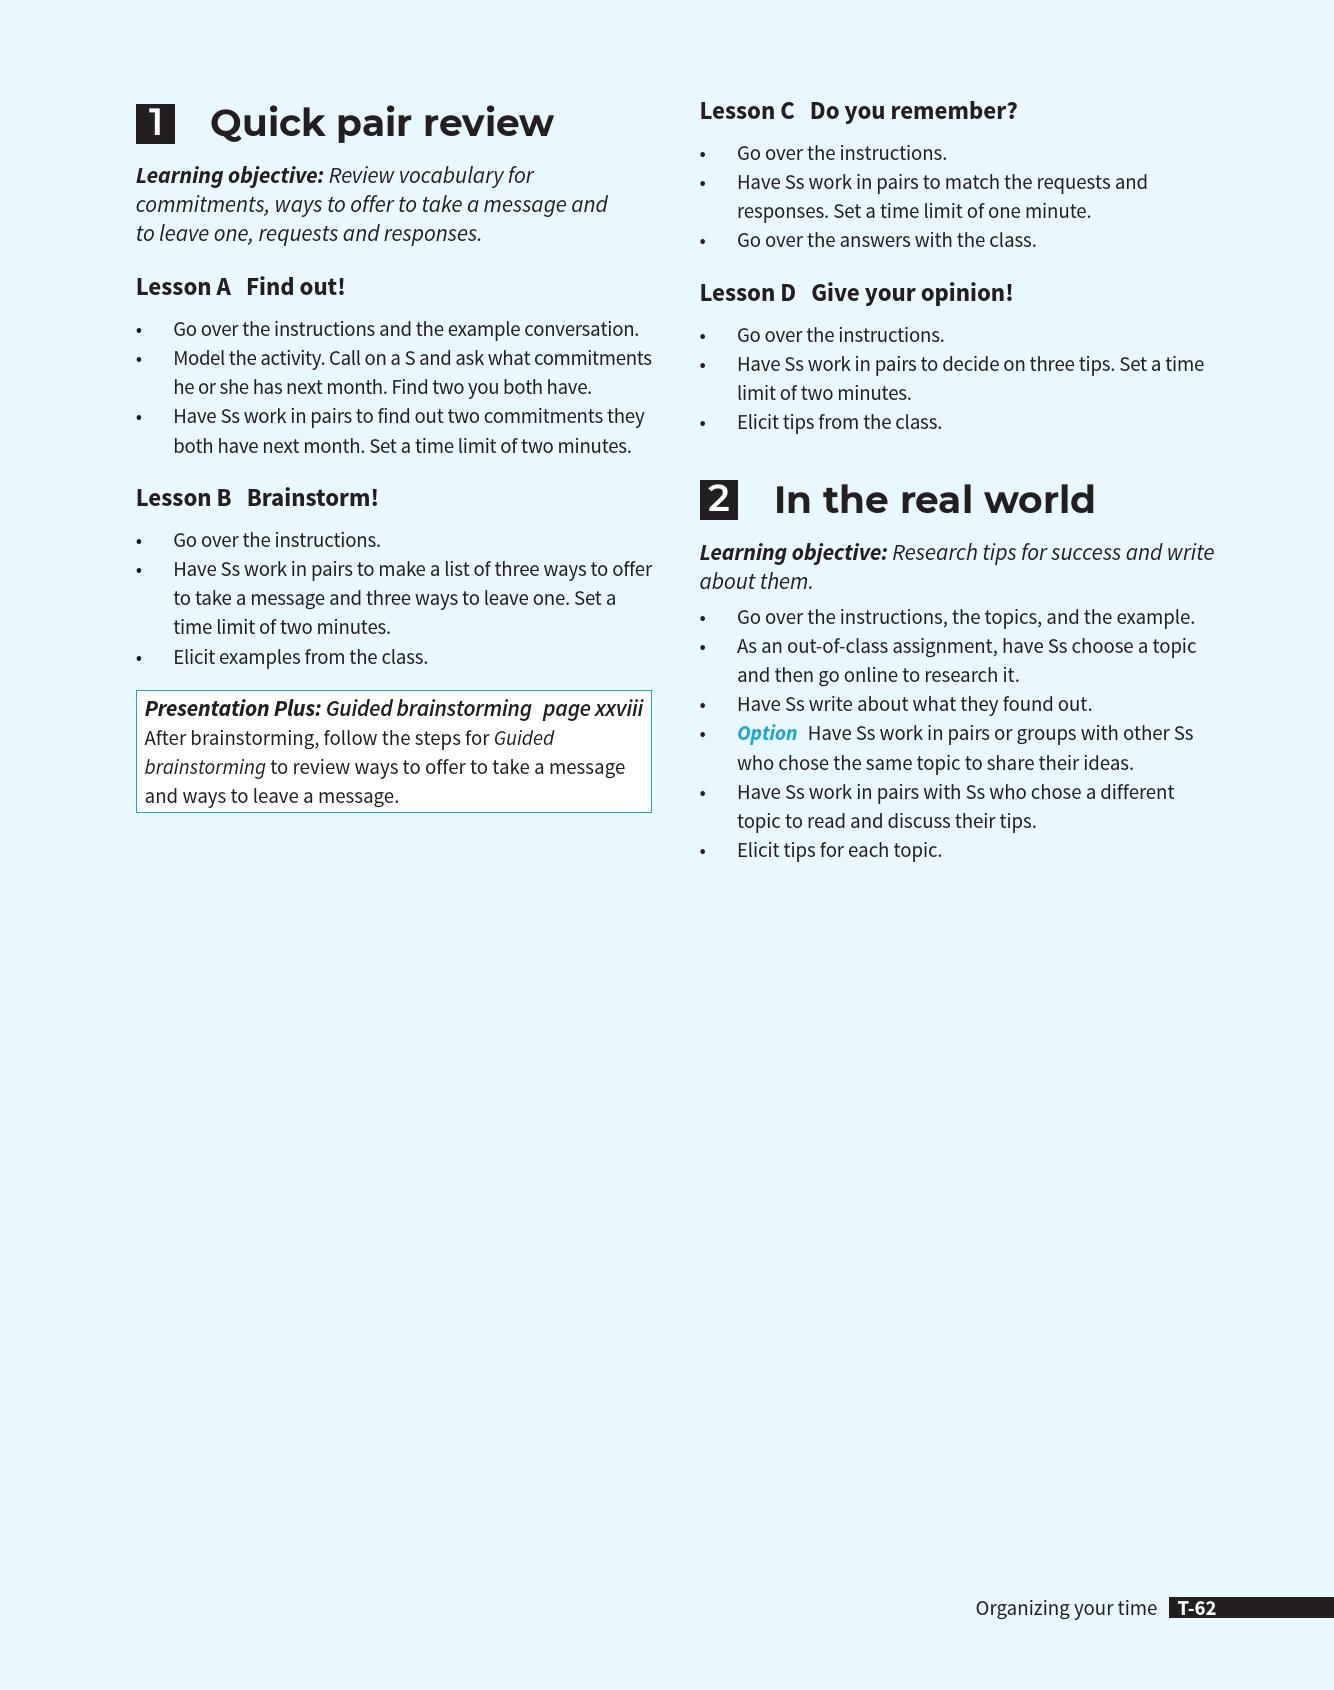 1 Quick pair review
Learning objective: Review vocabulary for
commitments, ways to offer to take a message and
to leave one, requests and responses.
Lesson A Find out!
• Go over the instructions and the example conversation.
• Model the activity. Call on a S and ask what commitments
he or she has next month. Find two you both have.
• Have Ss work in pairs to find out two commitments they
both have next month. Set a time limit of two minutes.
Lesson B Brainstorm!
• Go over the instructions.
• Have Ss work in pairs to make a list of three ways to offer
to take a message and three ways to leave one. Set a
time limit of two minutes.
• Elicit examples from the class.
Presentation Plus: Guided brainstorming page xxviii
After brainstorming, follow the steps for Guided
brainstorming to review ways to offer to take a message
and ways to leave a message.
Lesson C Do you remember?
• Go over the instructions.
• Have Ss work in pairs to match the requests and
responses. Set a time limit of one minute.
• Go over the answers with the class.
Lesson D Give your opinion!
• Go over the instructions.
• Have Ss work in pairs to decide on three tips. Set a time
limit of two minutes.
• Elicit tips from the class.
2 In the real world
Learning objective: Research tips for success and write
about them.
• Go over the instructions, the topics, and the example.
• As an out-of-class assignment, have Ss choose a topic
and then go online to research it.
• Have Ss write about what they found out.
• Option Have Ss work in pairs or groups with other Ss
who chose the same topic to share their ideas.
• Have Ss work in pairs with Ss who chose a different
topic to read and discuss their tips.
• Elicit tips for each topic.
Organizing your time T-62